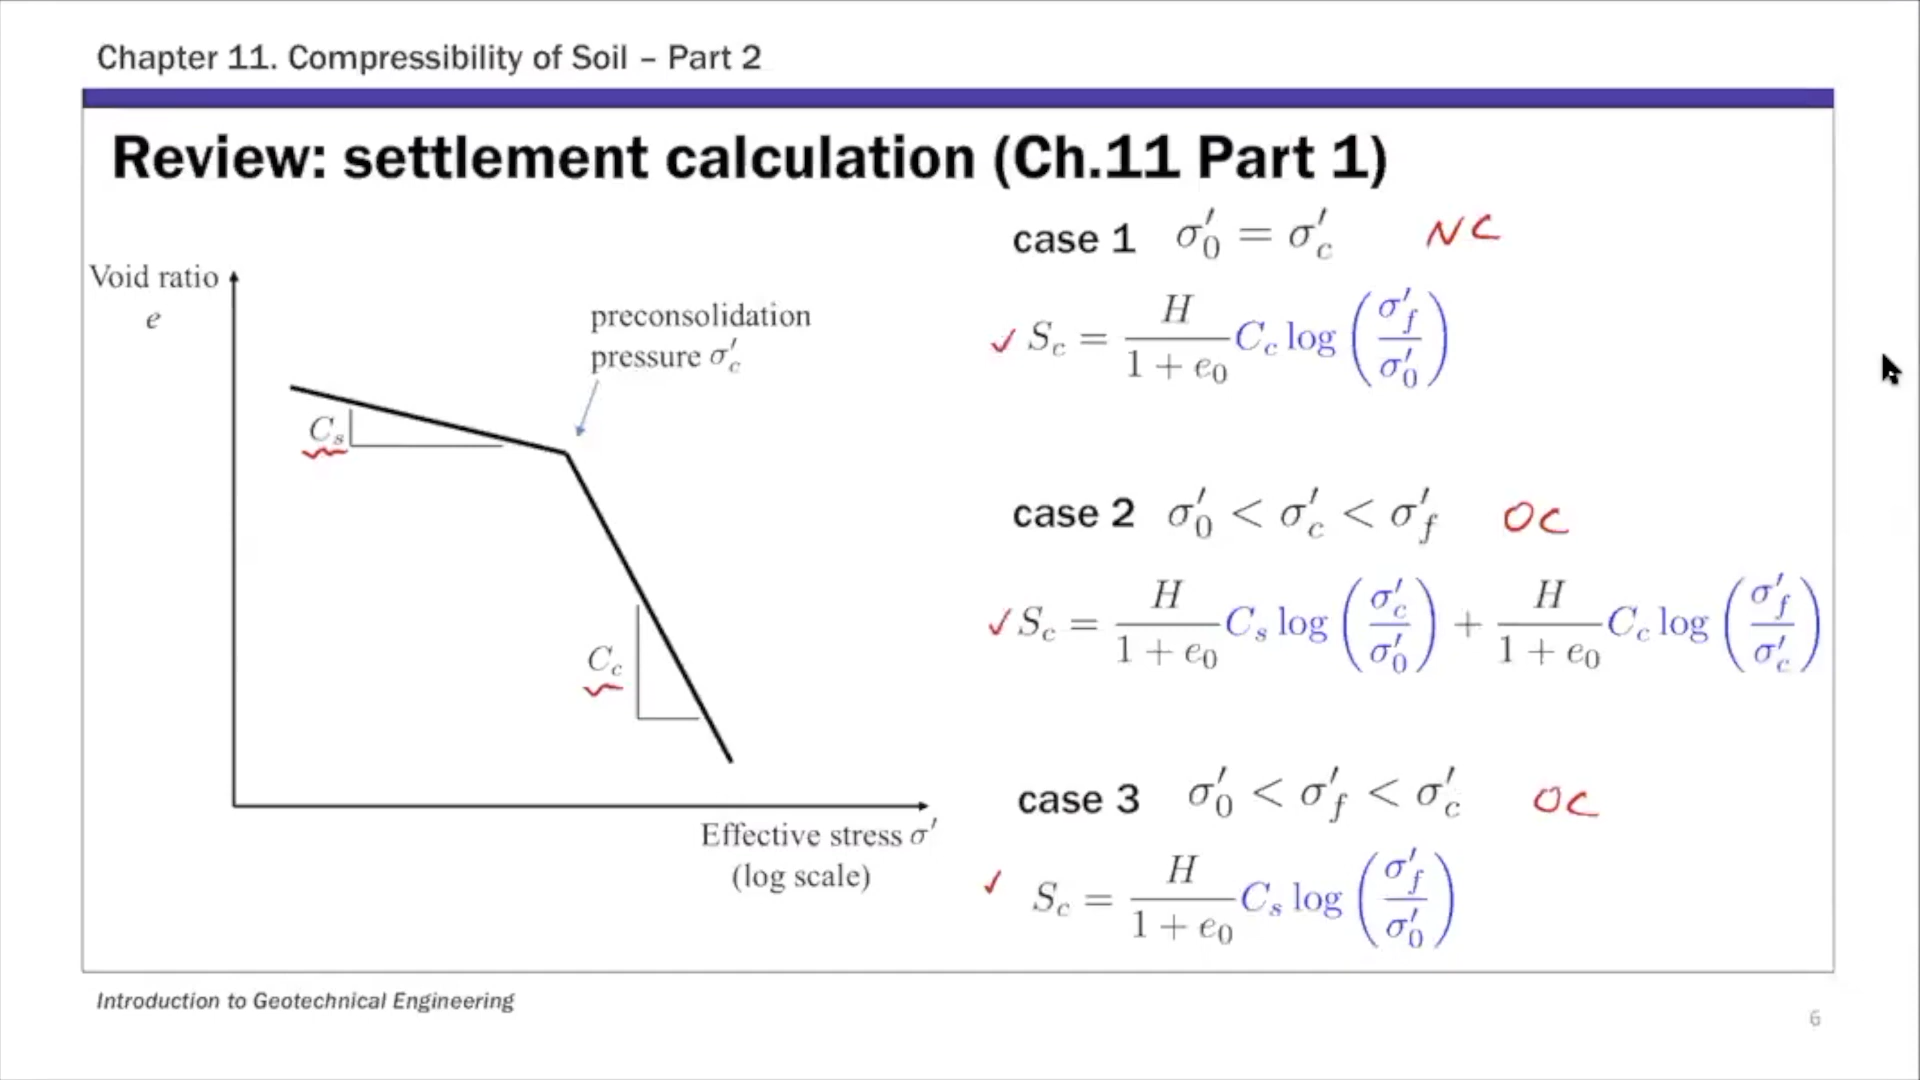 Chapter 11. Compressibility of Soil – Part 2
Review: settlement calculation (Ch.11 Part 1)
Void ratio
e
preconsolidation
pressure σ′c
Cs
Cc
Effective stress σ′
(log scale)
case 1 σ′0 = σ′c NC
✓ Sc = H/(1 + e0) Cc log (σ′f/σ′0)
case 2 σ′0 < σ′c < σ′f OC
✓ Sc = H/(1 + e0) Cs log (σ′c/σ′0) + H/(1 + e0) Cc log (σ′f/σ′c)
case 3 σ′0 < σ′f < σ′c OC
✓ Sc = H/(1 + e0) Cs log (σ′f/σ′0)
Introduction to Geotechnical Engineering
6